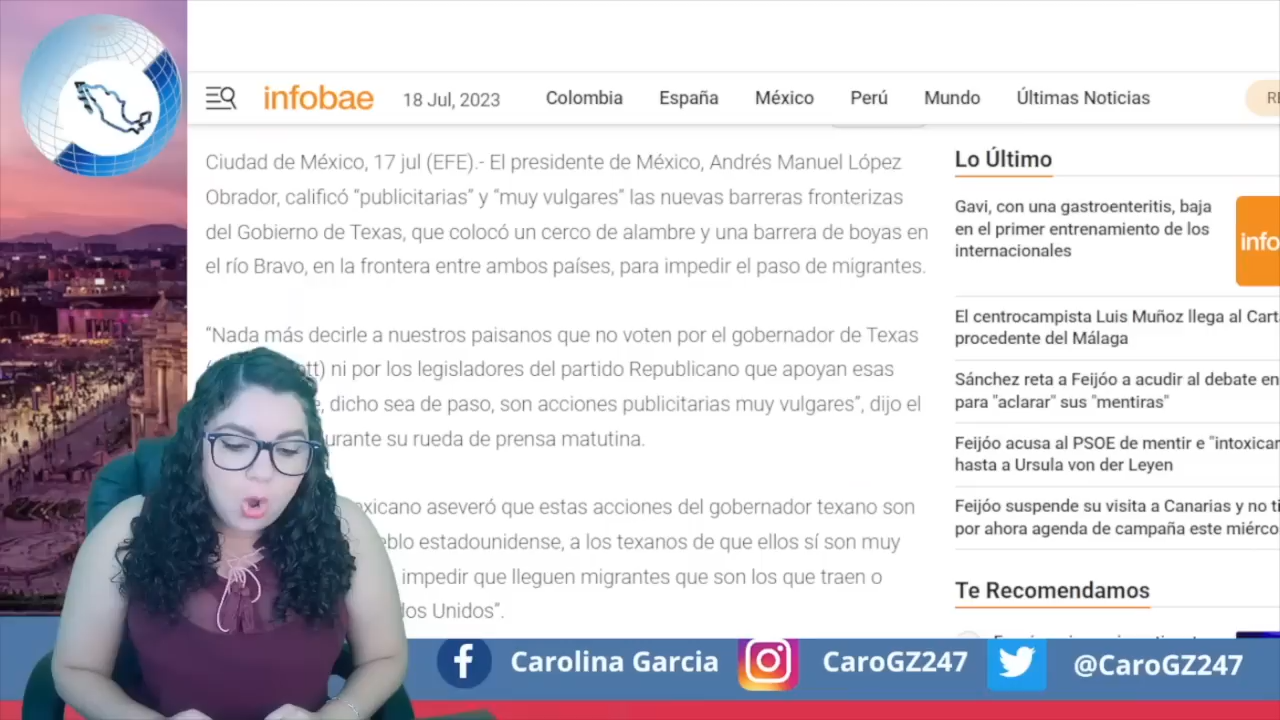 infobae
18 Jul, 2023
Colombia
España
México
Perú
Mundo
Últimas Noticias
Ciudad de México, 17 jul (EFE).- El presidente de México, Andrés Manuel López
Obrador, calificó “publicitarias” y “muy vulgares” las nuevas barreras fronterizas
del Gobierno de Texas, que colocó un cerco de alambre y una barrera de boyas en
el río Bravo, en la frontera entre ambos países, para impedir el paso de migrantes.
“Nada más decirle a nuestros paisanos que no voten por el gobernador de Texas
ni por los legisladores del partido Republicano que apoyan esas
dicho sea de paso, son acciones publicitarias muy vulgares”, dijo el
durante su rueda de prensa matutina.
aseveró que estas acciones del gobernador texano son
estadounidense, a los texanos de que ellos sí son muy
impedir que lleguen migrantes que son los que traen o
Unidos”.
Lo Último
Gavi, con una gastroenteritis, baja
en el primer entrenamiento de los
internacionales
El centrocampista Luis Muñoz llega al
procedente del Málaga
Sánchez reta a Feijóo a acudir al debate en
para "aclarar" sus "mentiras"
Feijóo acusa al PSOE de mentir e
hasta a Ursula von der Leyen
Feijóo suspende su visita a Canarias y no
por ahora agenda de campaña este
Te Recomendamos
Carolina Garcia
CaroGZ247
@CaroGZ247